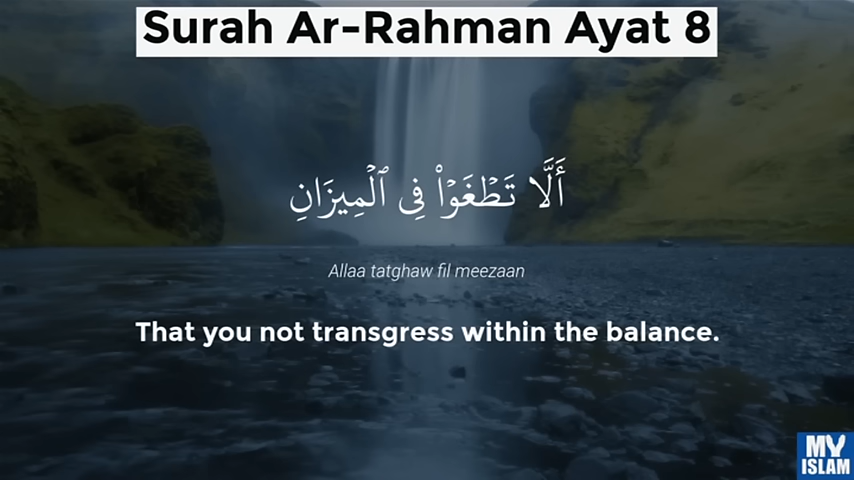 Surah Ar-Rahman Ayat 8
أَلَّا تَطْغَوْا۟ فِى ٱلْمِيزَانِ
Allaa tatghaw fil meezaan
That you not transgress within the balance.
MY
ISLAM